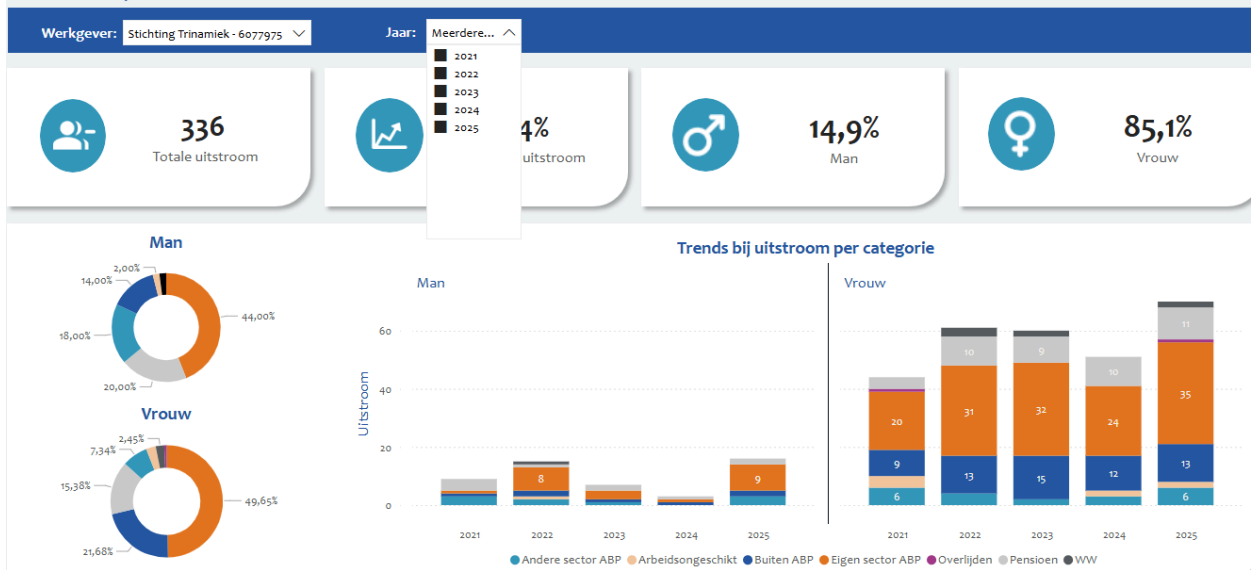 Werkgever: Stichting Trinamiek - 6077975
Jaar: Meerdere...
2021
2022
2023
2024
2025
336
Totale uitstroom
4%
uitstroom
14,9%
Man
85,1%
Vrouw
Man
2,00%
14,00%
44,00%
18,00%
20,00%
Vrouw
2,45%
7,34%
15,38%
49,65%
21,68%
Trends bij uitstroom per categorie
Man
Vrouw
Uitstroom
60
40
20
0
8
9
20
9
6
10
31
13
9
32
15
10
24
12
11
35
13
6
2021 2022 2023 2024 2025
2021 2022 2023 2024 2025
Andere sector ABP Arbeidsongeschikt Buiten ABP Eigen sector ABP Overlijden Pensioen WW